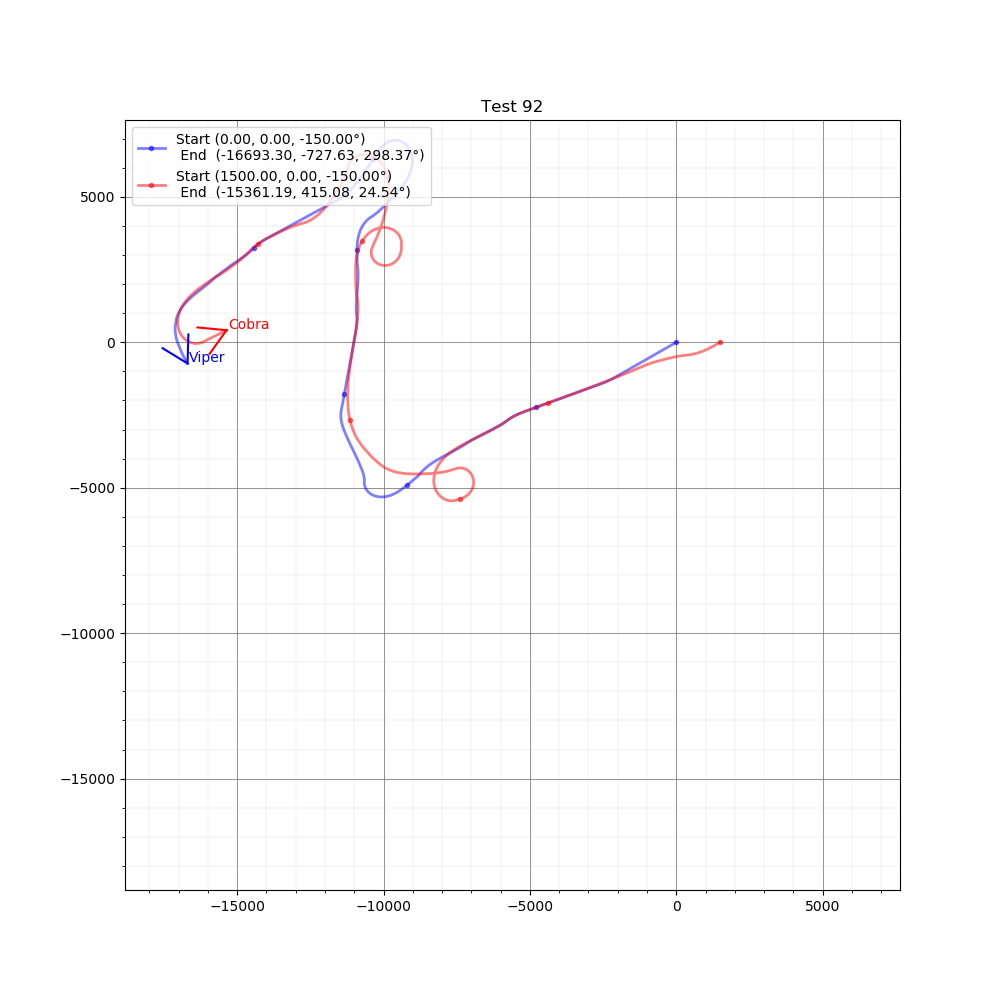 Test 92
Start (0.00, 0.00, -150.00°)
End (-16693.30, -727.63, 298.37°)
Start (1500.00, 0.00, -150.00°)
End (-15361.19, 415.08, 24.54°)
5000
0
−5000
−10000
−15000
Cobra
Viper
−15000 −10000 −5000 0 5000